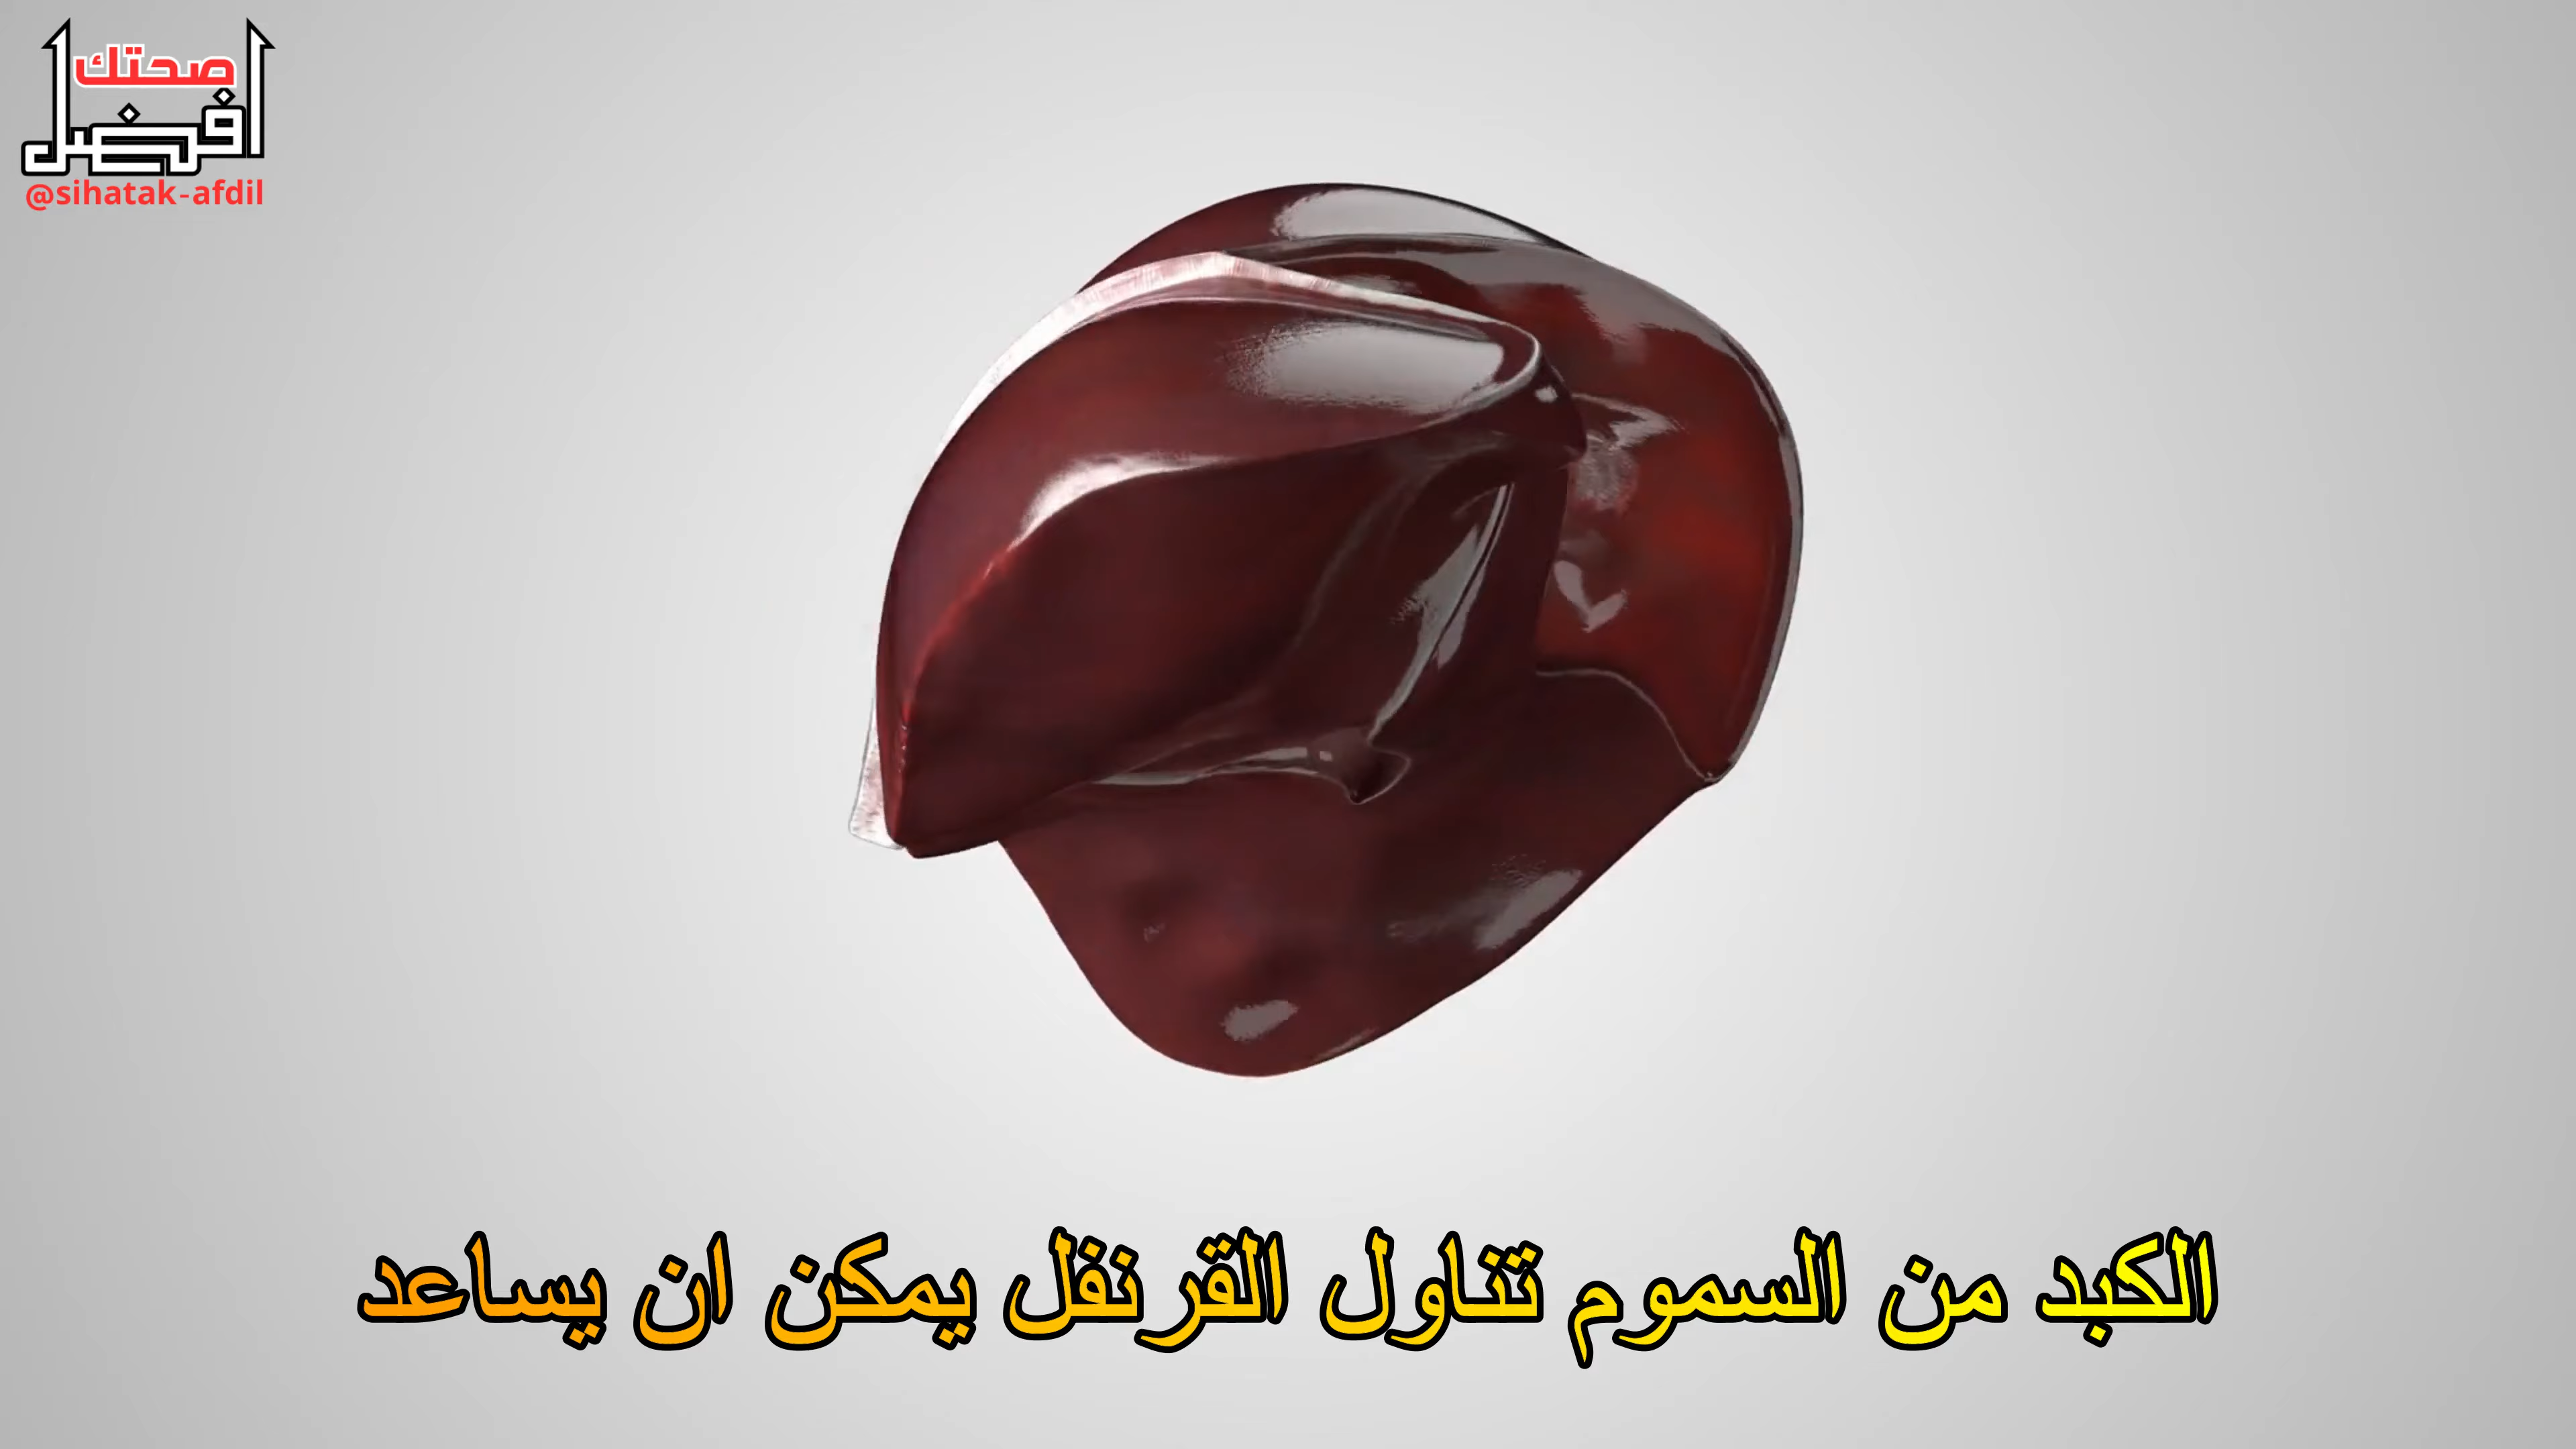 صحتك
افضل
@sihatak-afdil
الكبد من السموم تناول القرنفل يمكن ان يساعد